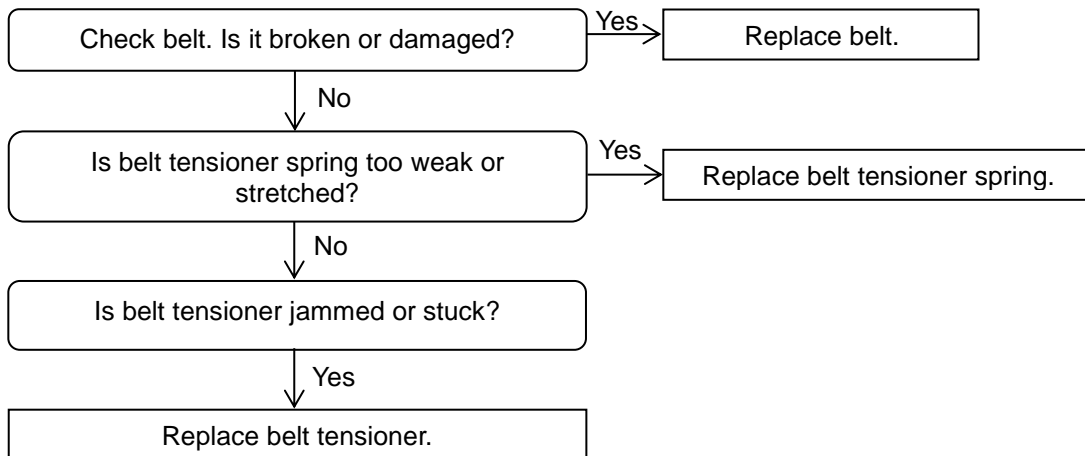 Check belt. Is it broken or damaged?
Yes
Replace belt.
No
Is belt tensioner spring too weak or
stretched?
Yes
Replace belt tensioner spring.
No
Is belt tensioner jammed or stuck?
Yes
Replace belt tensioner.